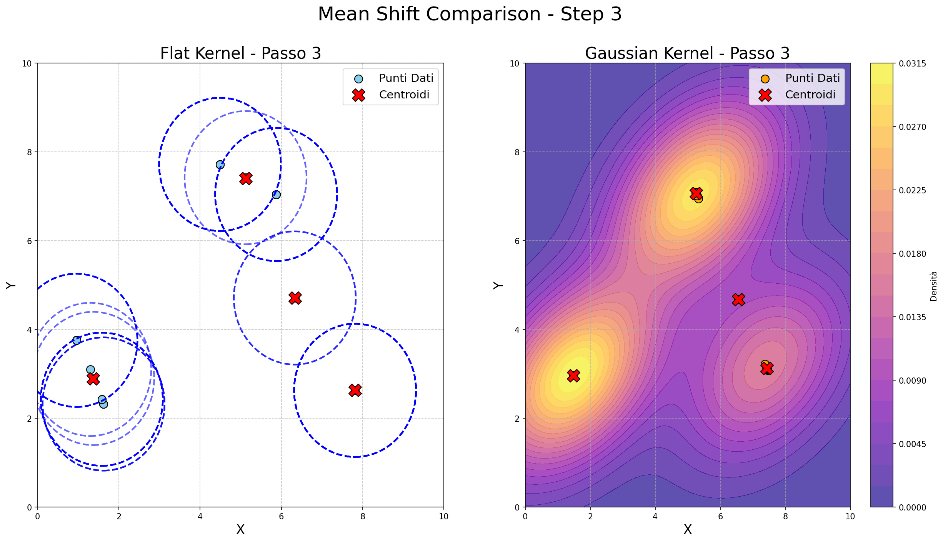 Mean Shift Comparison - Step 3
Flat Kernel - Passo 3
Punti Dati
Centroidi
10
8
6
4
2
0
Y
0 2 4 6 8 10
X
Gaussian Kernel - Passo 3
Punti Dati
Centroidi
10
8
6
4
2
0
Y
0 2 4 6 8 10
X
0.0315
0.0270
0.0225
0.0180
0.0135
0.0090
0.0045
0.0000
Densità